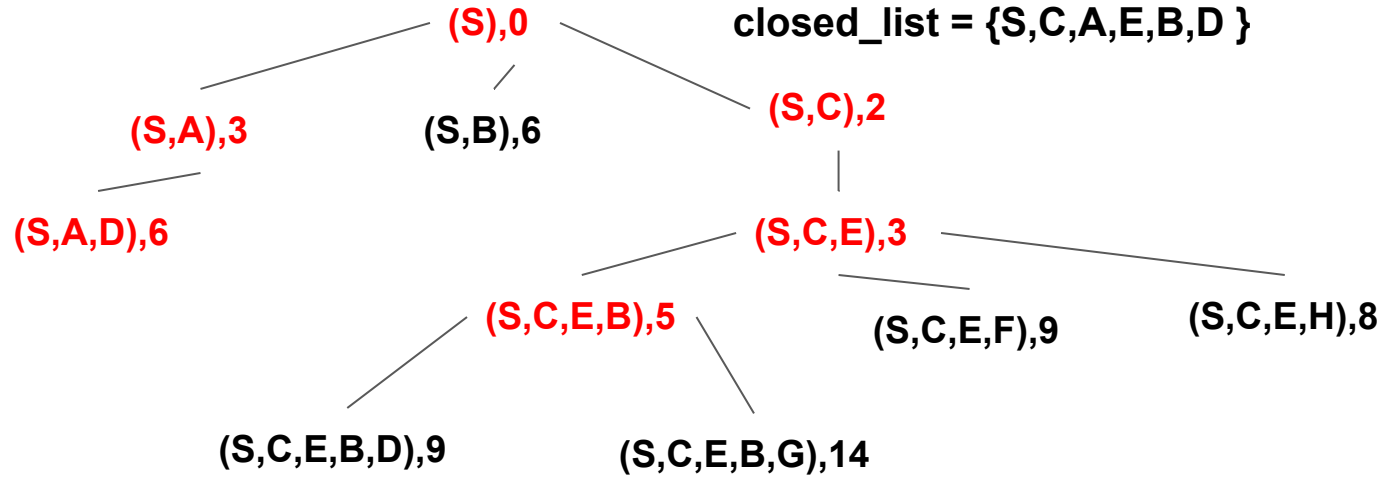 (S),0
closed_list = {S,C,A,E,B,D }
(S,A),3
(S,B),6
(S,C),2
(S,A,D),6
(S,C,E),3
(S,C,E,B),5
(S,C,E,F),9
(S,C,E,H),8
(S,C,E,B,D),9
(S,C,E,B,G),14